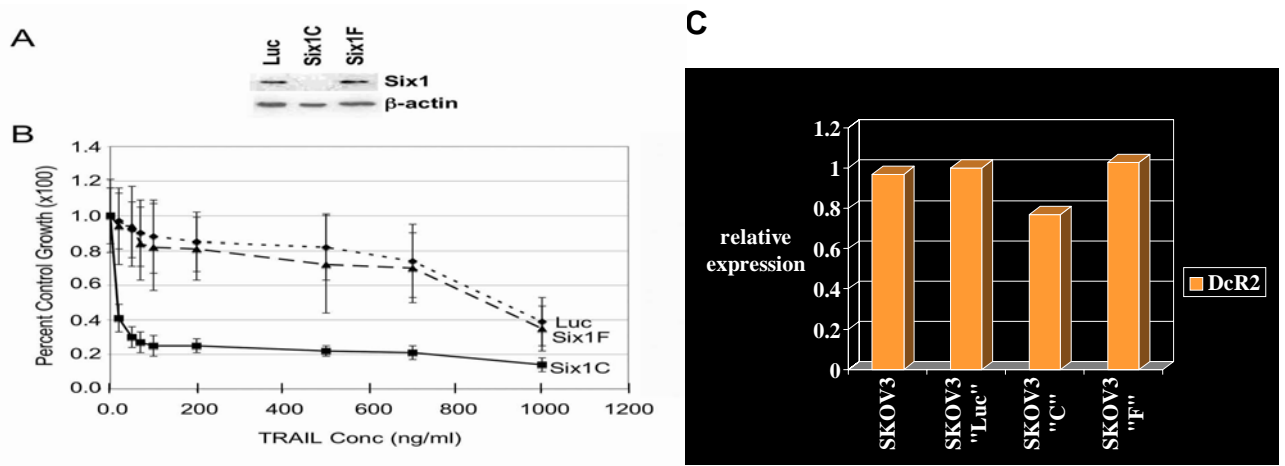 A
Luc
Six1C
Six1F
Six1
β-actin
B
Percent Control Growth (x100)
1.4
1.2
1.0
0.8
0.6
0.4
0.2
0.0
0.0 200 400 600 800 1000 1200
TRAIL Conc (ng/ml)
Luc
Six1F
Six1C
C
relative
expression
1.2
1
0.8
0.6
0.4
0.2
0
SKOV3
SKOV3
"Luc"
SKOV3
"C"
SKOV3
"F"
DcR2